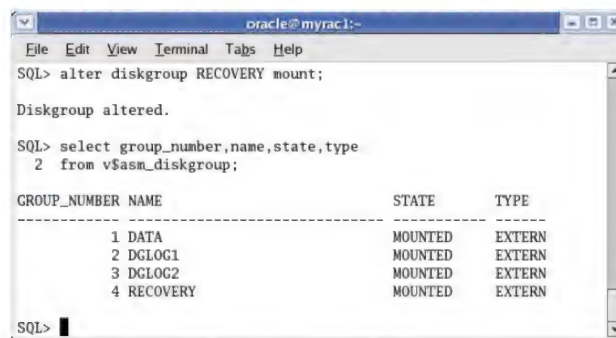 oracle@myrac1:~
File Edit View Terminal Tabs Help
SQL> alter diskgroup RECOVERY mount;
Diskgroup altered.
SQL> select group_number,name,state,type
2 from v$asm_diskgroup;
GROUP_NUMBER NAME STATE TYPE
------------ ------------------------------ ----------- ------
1 DATA MOUNTED EXTERN
2 DGLOG1 MOUNTED EXTERN
3 DGLOG2 MOUNTED EXTERN
4 RECOVERY MOUNTED EXTERN
SQL>